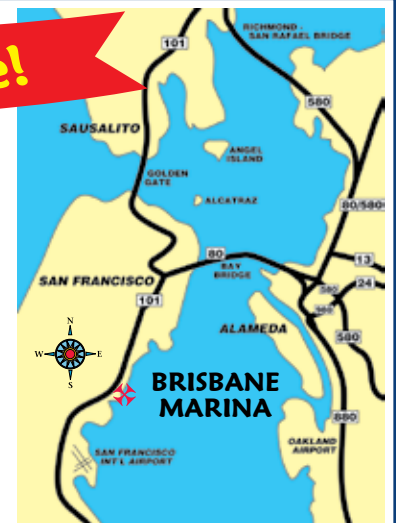 e!
101
RICHMOND -
SAN RAFAEL BRIDGE
580
SAUSALITO
ANGEL
ISLAND
GOLDEN
GATE
ALCATRAZ
80/580
80
BAY
BRIDGE
13
24
SAN FRANCISCO
101
580
980
ALAMEDA
580
N
W
E
S
BRISBANE
MARINA
880
OAKLAND
AIRPORT
SAN FRANCISCO
INT'L AIRPORT